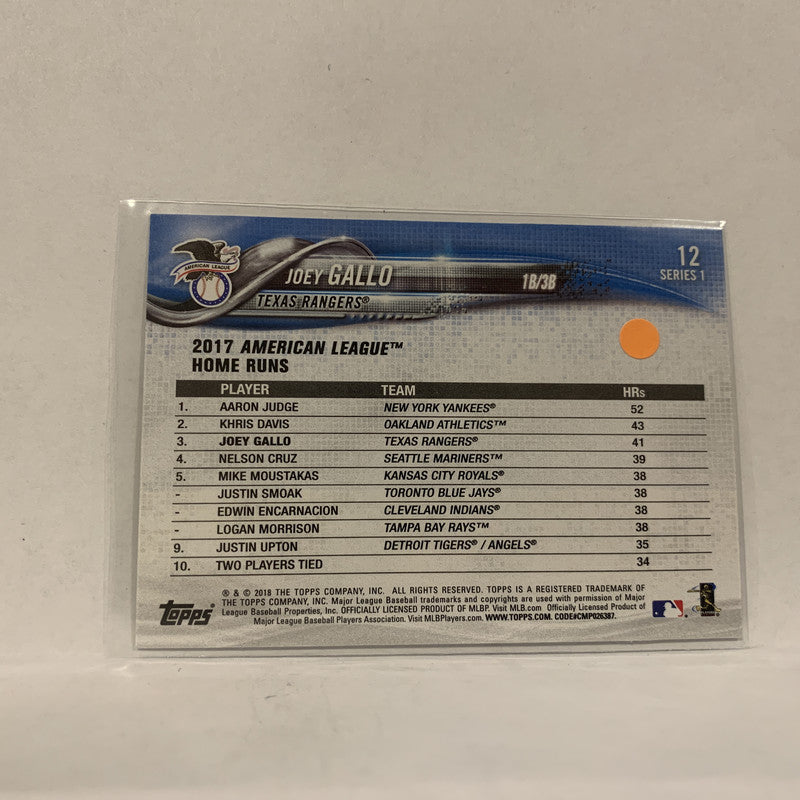 AMERICAN LEAGUE
JOEY GALLO
1B/3B
TEXAS RANGERS®
12
SERIES 1
2017 AMERICAN LEAGUE™
HOME RUNS
PLAYER TEAM HRs
1. AARON JUDGE NEW YORK YANKEES® 52
2. KHRIS DAVIS OAKLAND ATHLETICS™ 43
3. JOEY GALLO TEXAS RANGERS® 41
4. NELSON CRUZ SEATTLE MARINERS™ 39
5. MIKE MOUSTAKAS KANSAS CITY ROYALS® 38
- JUSTIN SMOAK TORONTO BLUE JAYS® 38
- EDWIN ENCARNACION CLEVELAND INDIANS® 38
- LOGAN MORRISON TAMPA BAY RAYS™ 38
9. JUSTIN UPTON DETROIT TIGERS® / ANGELS® 35
10. TWO PLAYERS TIED 34
Topps
® & © 2018 THE TOPPS COMPANY, INC. ALL RIGHTS RESERVED. TOPPS IS A REGISTERED TRADEMARK OF
THE TOPPS COMPANY, INC. Major League Baseball trademarks and copyrights are used with permission of Major
League Baseball Properties, Inc. OFFICIALLY LICENSED PRODUCT OF MLBP. Visit MLB.com Officially Licensed Product of
Major League Baseball Players Association. Visit MLBPlayers.com. WWW.TOPPS.COM. CODE#CMP026387.